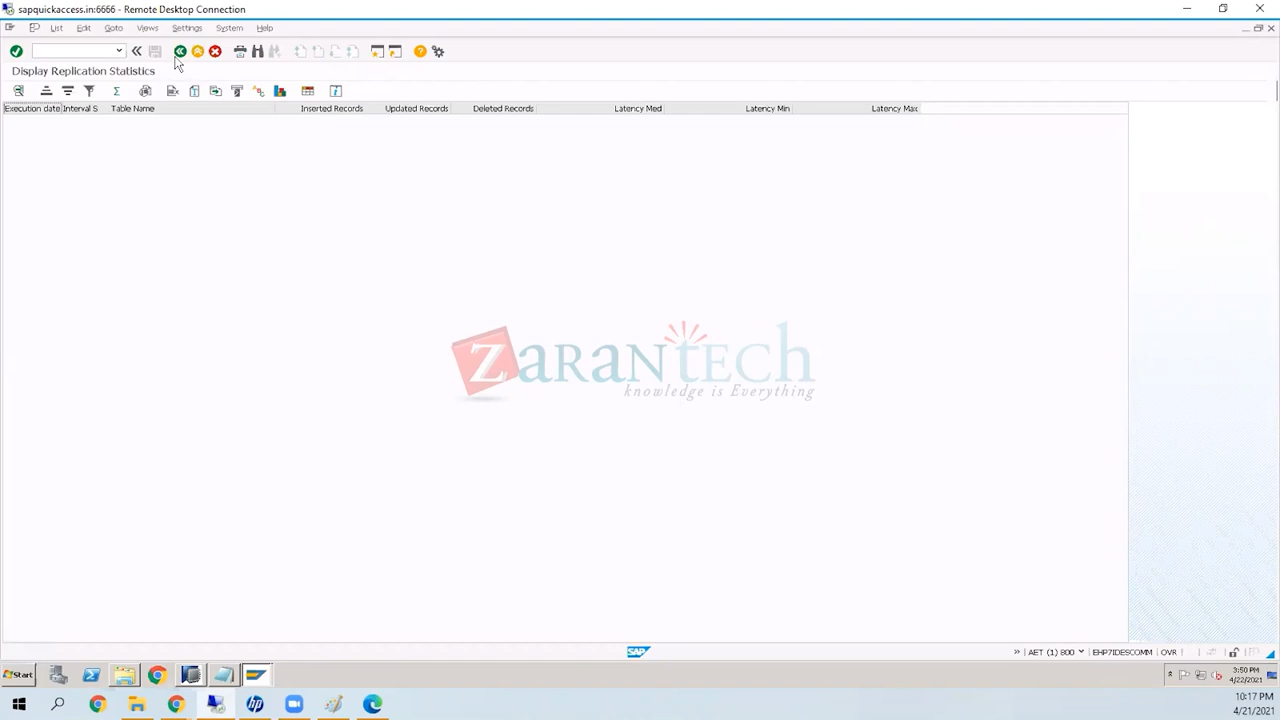 sapquickaccess.in:6666 - Remote Desktop Connection
List Edit Goto Views Settings System Help
Display Replication Statistics
Execution date Interval S Table Name Inserted Records Updated Records Deleted Records Latency Med Latency Min Latency Max
ZARANTECH
knowledge is Everything
SAP
AET (1) 800 EHP7IDESCOMM OVR
Start
9:50 PM
4/22/2021
10:17 PM
4/21/2021